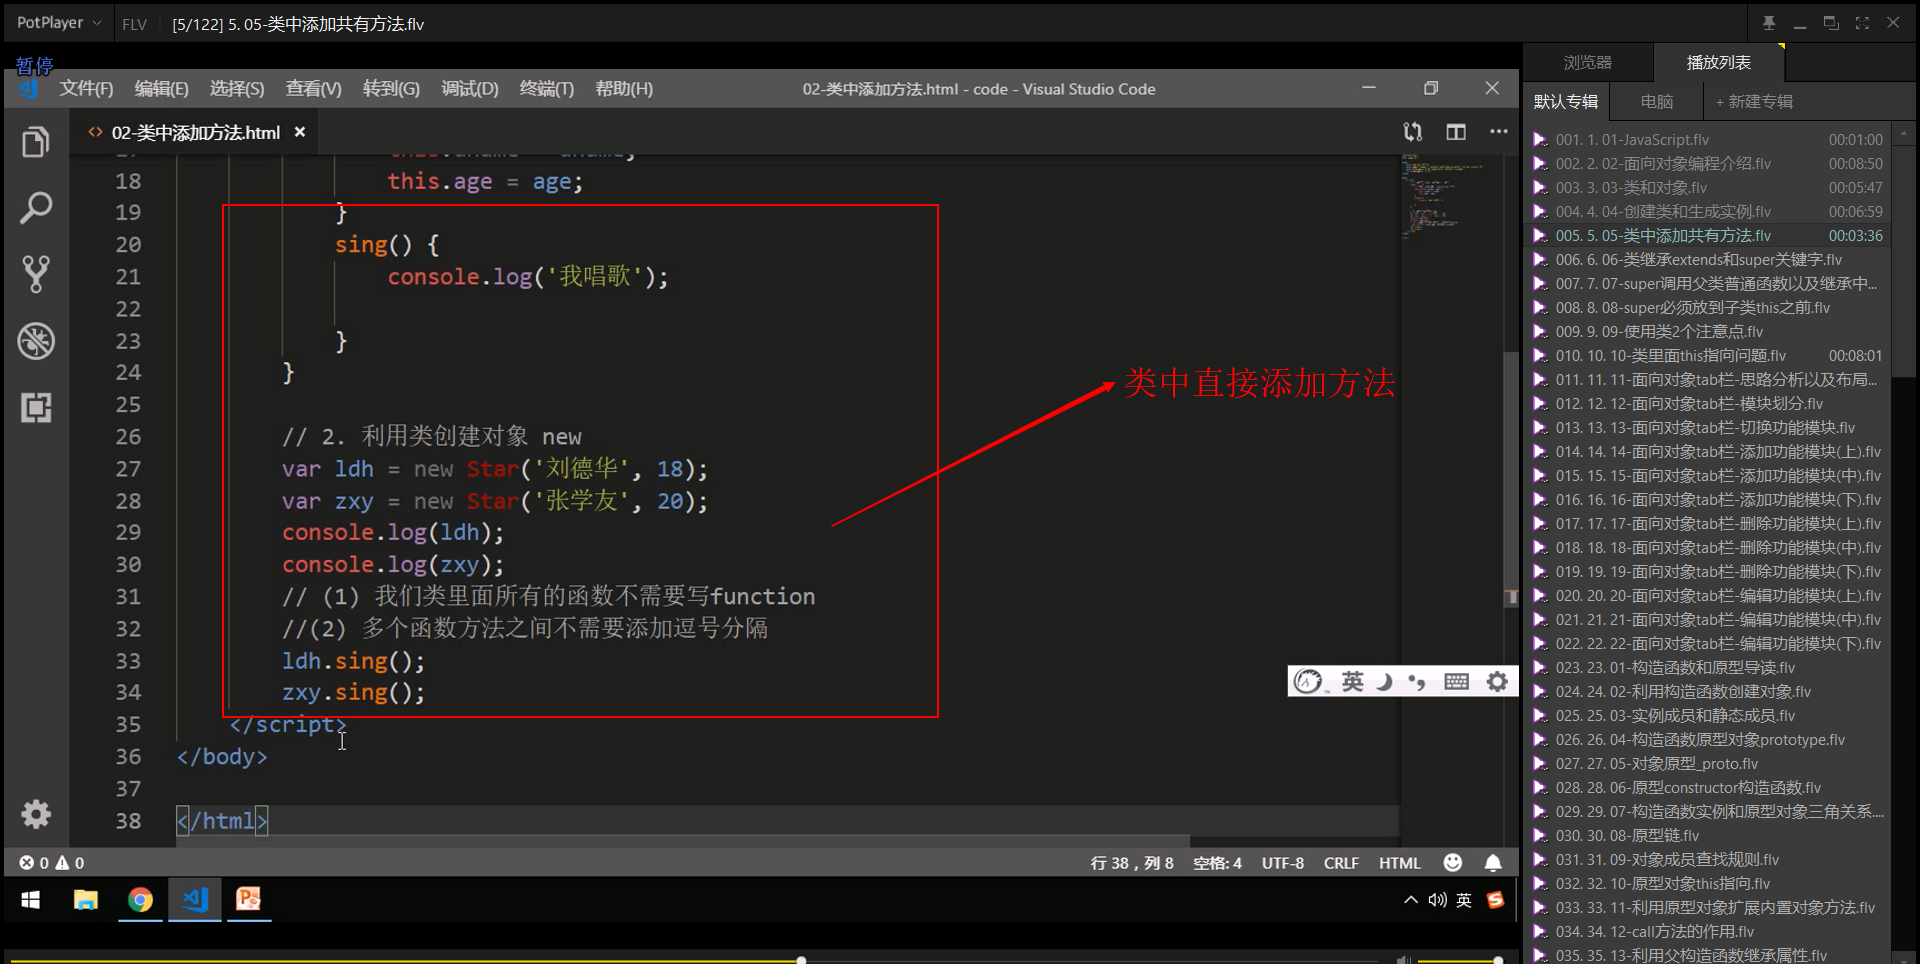 PotPlayer FLV [5/122] 5. 05-类中添加共有方法.flv
暂停
文件(F) 编辑(E) 选择(S) 查看(V) 转到(G) 调试(D) 终端(T) 帮助(H) 02-类中添加方法.html - code - Visual Studio Code
<> 02-类中添加方法.html ×
18 this.age = age;
19 }
20 sing() {
21 console.log('我唱歌');
22
23 }
24 }
25
26 // 2. 利用类创建对象 new
27 var ldh = new Star('刘德华', 18);
28 var zxy = new Star('张学友', 20);
29 console.log(ldh);
30 console.log(zxy);
31 // (1) 我们类里面所有的函数不需要写function
32 //(2) 多个函数方法之间不需要添加逗号分隔
33 ldh.sing();
34 zxy.sing();
35 </script>
36 </body>
37
38 </html>
类中直接添加方法
英
0 0 行 38，列 8 空格: 4 UTF-8 CRLF HTML
英
浏览器 播放列表
默认专辑 电脑 + 新建专辑
001. 1. 01-JavaScript.flv 00:01:00
002. 2. 02-面向对象编程介绍.flv 00:08:50
003. 3. 03-类和对象.flv 00:05:47
004. 4. 04-创建类和生成实例.flv 00:06:59
005. 5. 05-类中添加共有方法.flv 00:03:36
006. 6. 06-类继承extends和super关键字.flv
007. 7. 07-super调用父类普通函数以及继承中...
008. 8. 08-super必须放到子类this之前.flv
009. 9. 09-使用类2个注意点.flv
010. 10. 10-类里面this指向问题.flv 00:08:01
011. 11. 11-面向对象tab栏-思路分析以及布局...
012. 12. 12-面向对象tab栏-模块划分.flv
013. 13. 13-面向对象tab栏-切换功能模块.flv
014. 14. 14-面向对象tab栏-添加功能模块(上).flv
015. 15. 15-面向对象tab栏-添加功能模块(中).flv
016. 16. 16-面向对象tab栏-添加功能模块(下).flv
017. 17. 17-面向对象tab栏-删除功能模块(上).flv
018. 18. 18-面向对象tab栏-删除功能模块(中).flv
019. 19. 19-面向对象tab栏-删除功能模块(下).flv
020. 20. 20-面向对象tab栏-编辑功能模块(上).flv
021. 21. 21-面向对象tab栏-编辑功能模块(中).flv
022. 22. 22-面向对象tab栏-编辑功能模块(下).flv
023. 23. 01-构造函数和原型导读.flv
024. 24. 02-利用构造函数创建对象.flv
025. 25. 03-实例成员和静态成员.flv
026. 26. 04-构造函数原型对象prototype.flv
027. 27. 05-对象原型_proto.flv
028. 28. 06-原型constructor构造函数.flv
029. 29. 07-构造函数实例和原型对象三角关系....
030. 30. 08-原型链.flv
031. 31. 09-对象成员查找规则.flv
032. 32. 10-原型对象this指向.flv
033. 33. 11-利用原型对象扩展内置对象方法.flv
034. 34. 12-call方法的作用.flv
035. 35. 13-利用父构造函数继承属性.flv